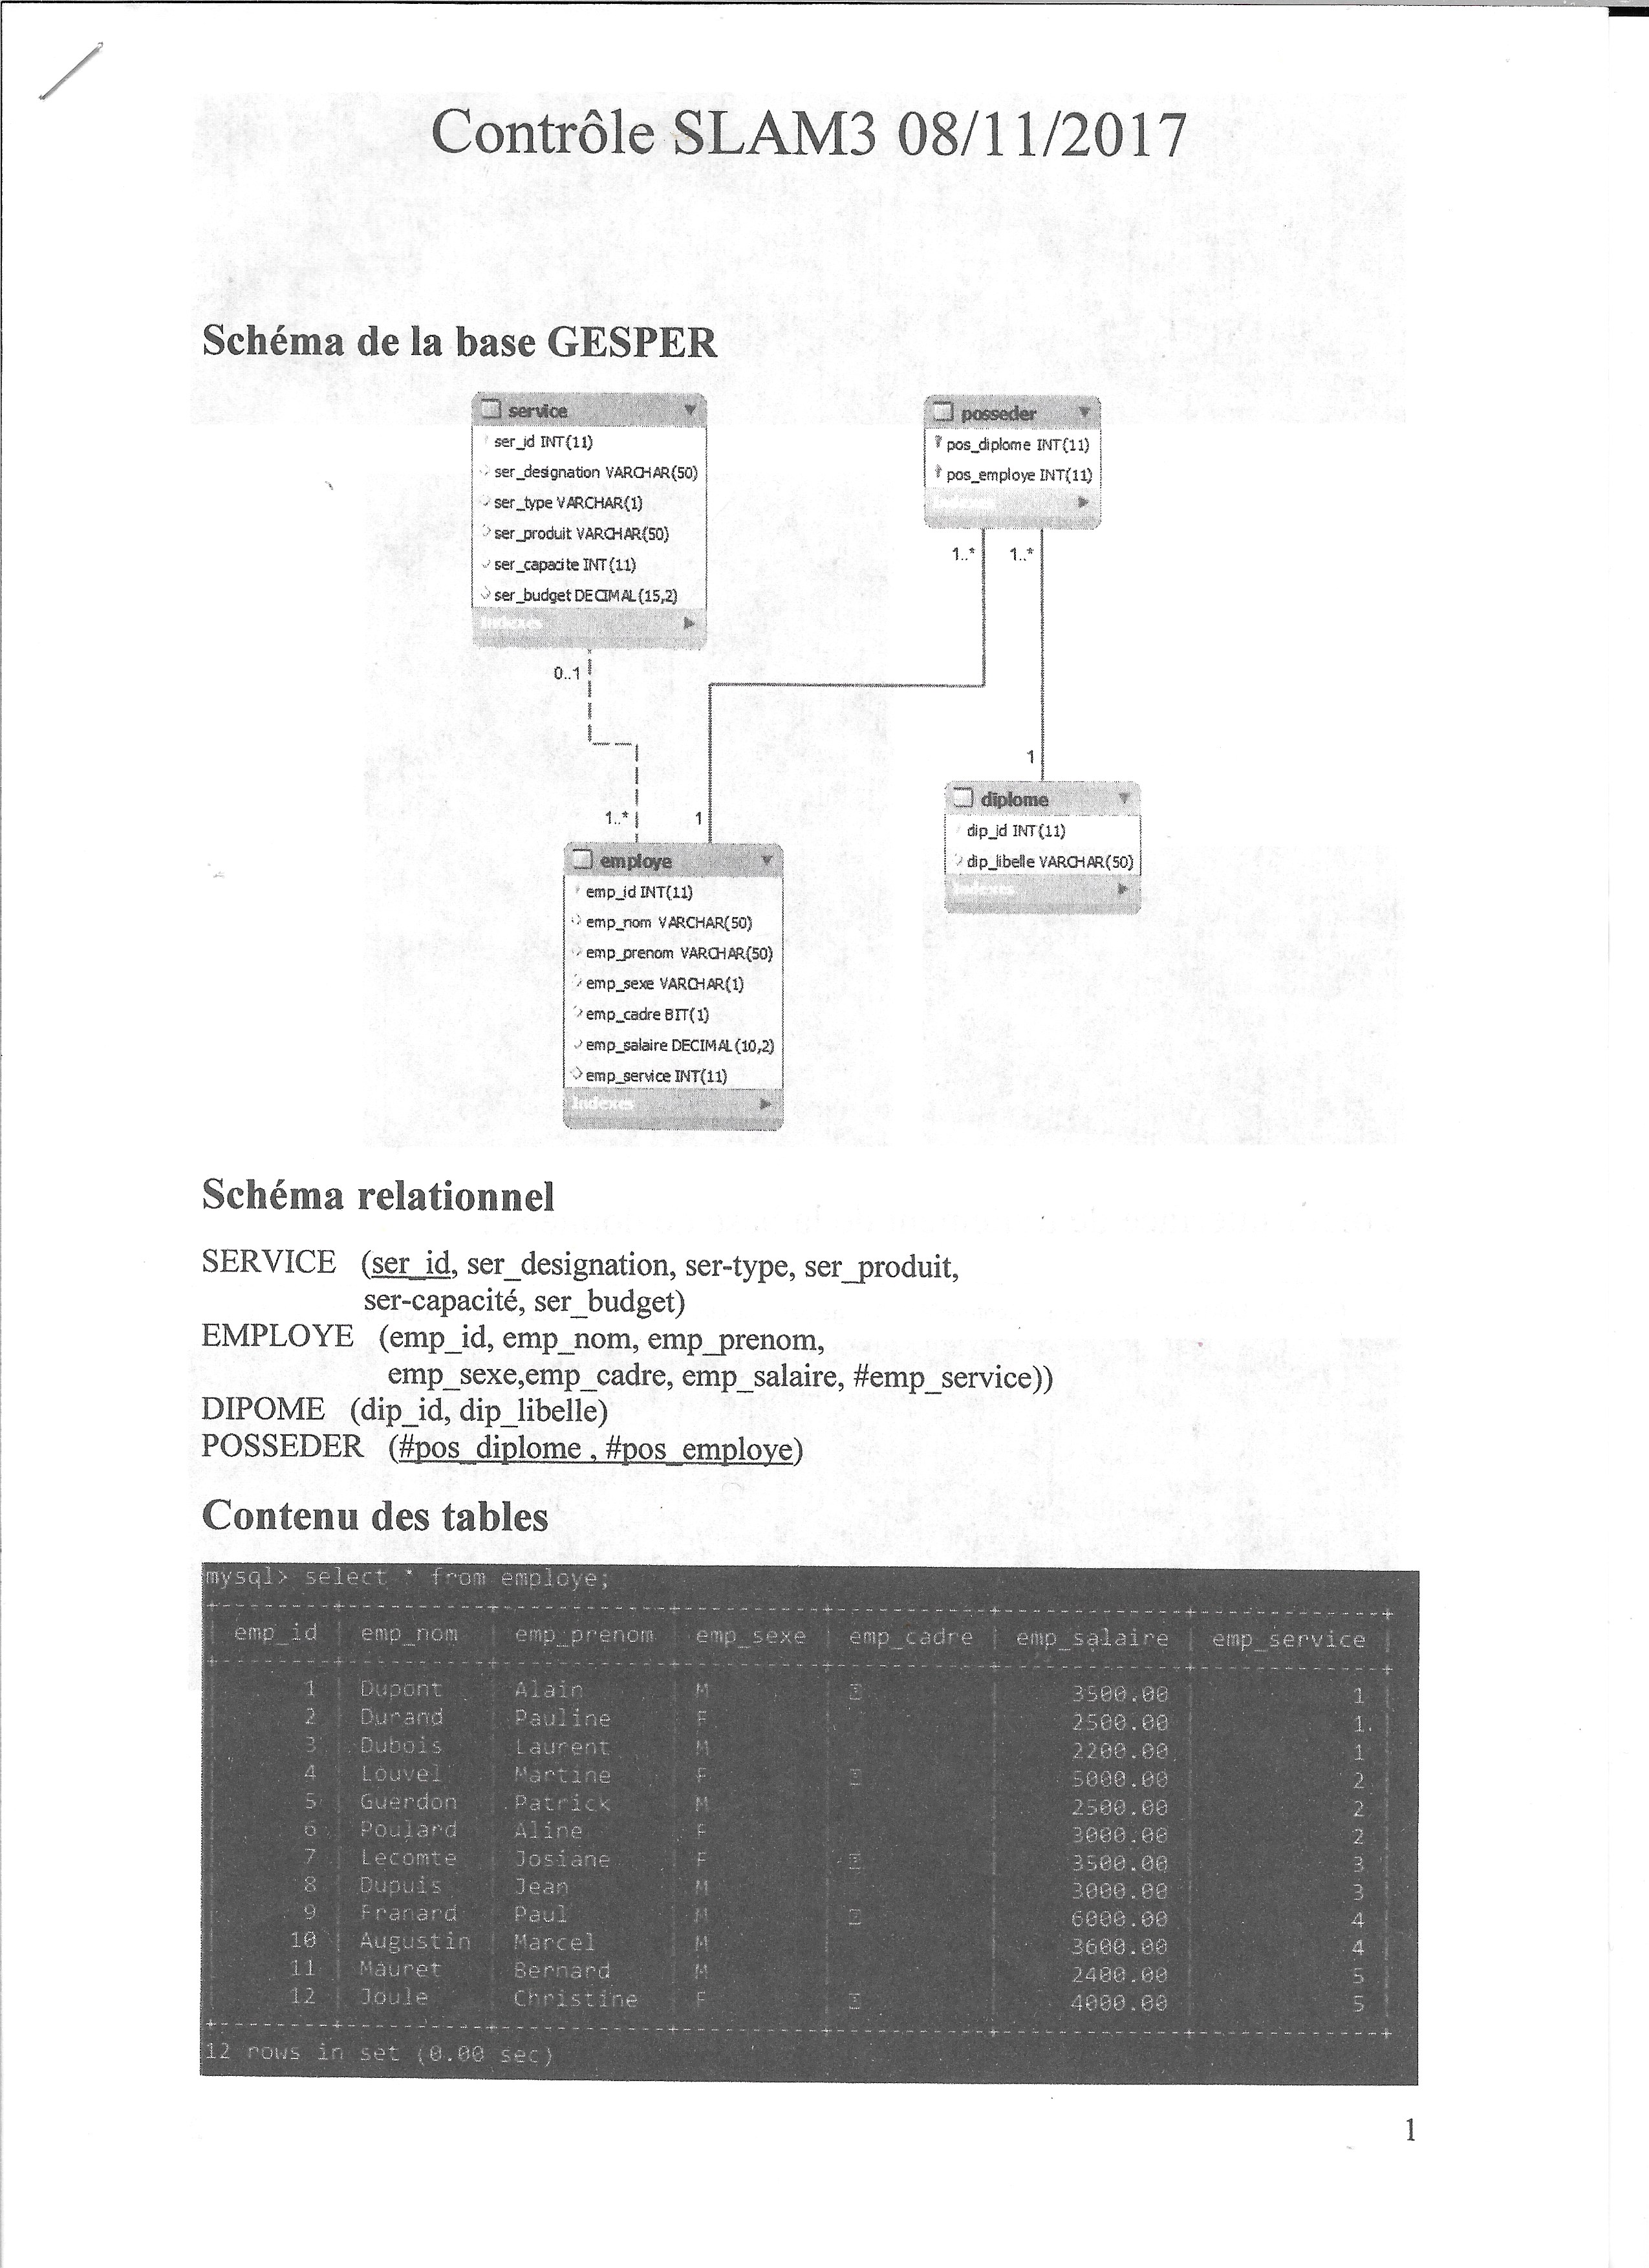 Contrôle SLAM3 08/11/2017
Schéma de la base GESPER
service
ser_id INT(11)
ser_designation VARCHAR(50)
ser_type VARCHAR(1)
ser_produit VARCHAR(50)
ser_capacite INT(11)
ser_budget DECIMAL(15,2)
Indexes
posseder
pos_diplome INT(11)
pos_employe INT(11)
Indexes
1..* 1..*
0..1
1
1..* 1
diplome
dip_id INT(11)
dip_libelle VARCHAR(50)
Indexes
employe
emp_id INT(11)
emp_nom VARCHAR(50)
emp_prenom VARCHAR(50)
emp_sexe VARCHAR(1)
emp_cadre BIT(1)
emp_salaire DECIMAL(10,2)
emp_service INT(11)
Indexes
Schéma relationnel
SERVICE (ser_id, ser_designation, ser-type, ser_produit,
ser-capacité, ser_budget)
EMPLOYE (emp_id, emp_nom, emp_prenom,
emp_sexe,emp_cadre, emp_salaire, #emp_service))
DIPOME (dip_id, dip_libelle)
POSSEDER (#pos_diplome , #pos_employe)
Contenu des tables
mysql> select * from employe;
emp_id | emp_nom | emp_prenom | emp_sexe | emp_cadre | emp_salaire | emp_service |
1 | Dupont | Alain | M | | 3500.00 | 1 |
2 | Durand | Pauline | F | | 2500.00 | 1 |
3 | Dubois | Laurent | M | | 2200.00 | 1 |
4 | Louvel | Martine | F | | 5000.00 | 2 |
5 | Guerdon | Patrick | M | | 2500.00 | 2 |
6 | Poulard | Aline | F | | 3000.00 | 2 |
7 | Lecomte | Josiane | F | | 3500.00 | 3 |
8 | Dupuis | Jean | M | | 3000.00 | 3 |
9 | Franard | Paul | M | | 6000.00 | 4 |
10 | Augustin | Marcel | M | | 3600.00 | 4 |
11 | Mauret | Bernard | M | | 2400.00 | 5 |
12 | Joule | Christine | F | | 4000.00 | 5 |
12 rows in set (0.00 sec)
1